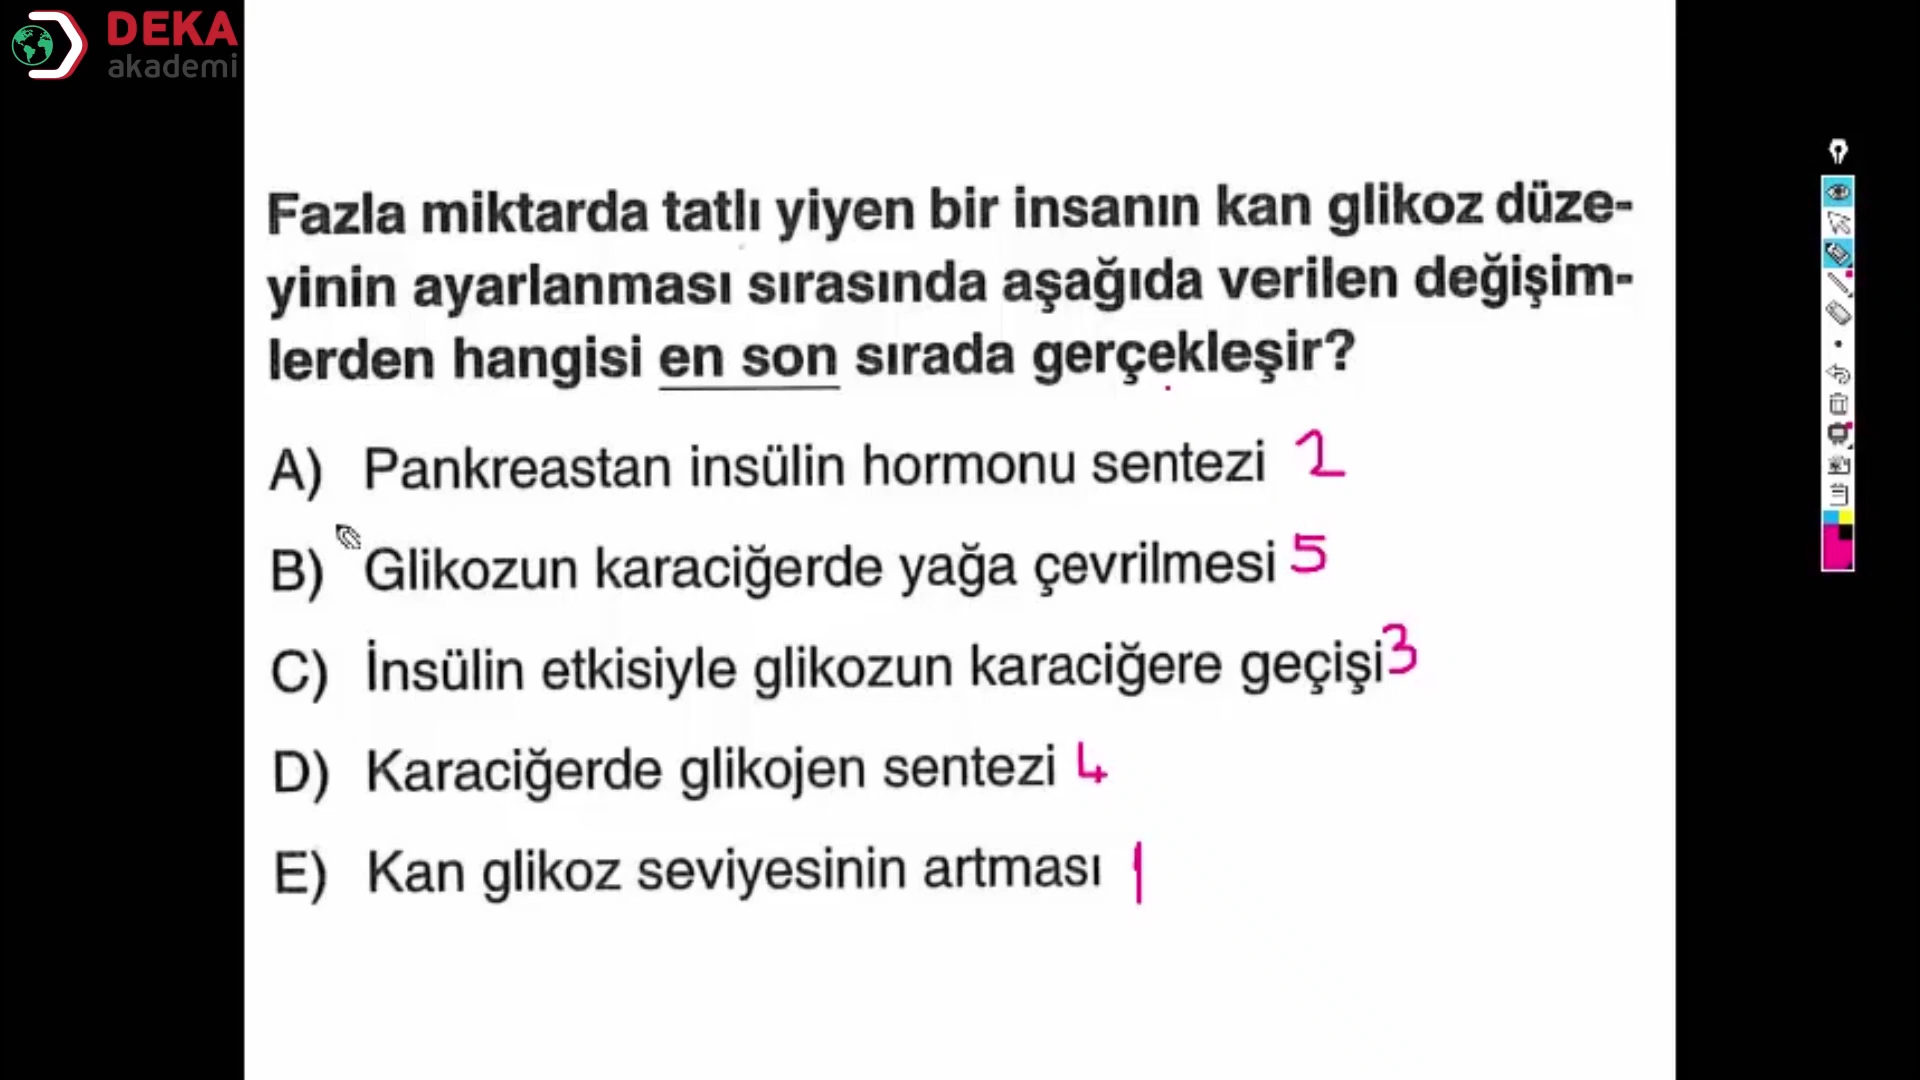 DEKA
akademi
Fazla miktarda tatlı yiyen bir insanın kan glikoz düze-
yinin ayarlanması sırasında aşağıda verilen değişim-
lerden hangisi en son sırada gerçekleşir?
A) Pankreastan insülin hormonu sentezi 2
B) Glikozun karaciğerde yağa çevrilmesi 5
C) İnsülin etkisiyle glikozun karaciğere geçişi 3
D) Karaciğerde glikojen sentezi 4
E) Kan glikoz seviyesinin artması 1